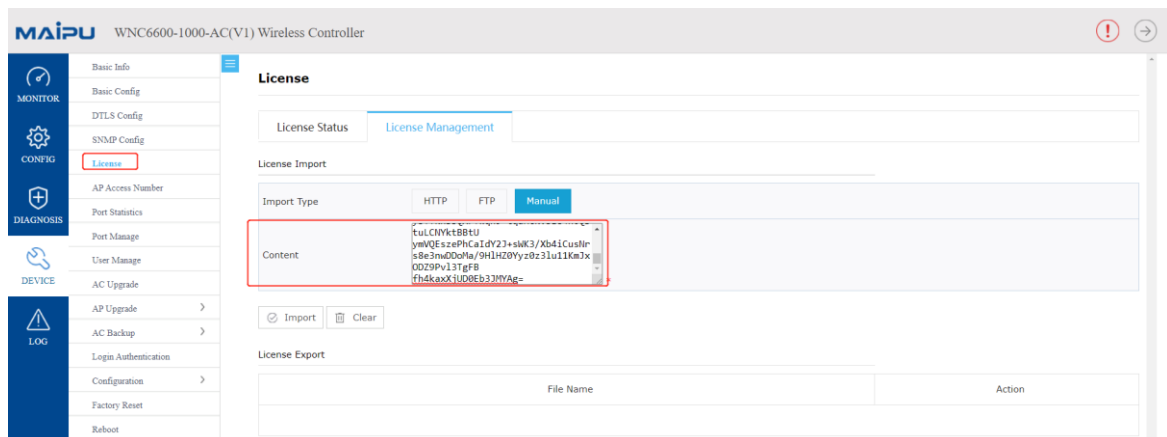 MAIPU WNC6600-1000-AC(V1) Wireless Controller
MONITOR
CONFIG
DIAGNOSIS
DEVICE
LOG
Basic Info
Basic Config
DTLS Config
SNMP Config
License
AP Access Number
Port Statistics
Port Manage
User Manage
AC Upgrade
AP Upgrade
AC Backup
Login Authentication
Configuration
Factory Reset
Reboot
License
License Status License Management
License Import
Import Type HTTP FTP Manual
Content
tuLCNYktBBtU
ymVQEszePhCaIdY2J+sWK3/Xb4iCusNr
s8e3nwDDoMa/9HlHZ0Yyz0z3lu11KmJx
ODZ9Pvl3TgFB
fh4kaxXjUD0Eb3JMYAg=
*
Import Clear
License Export
File Name Action